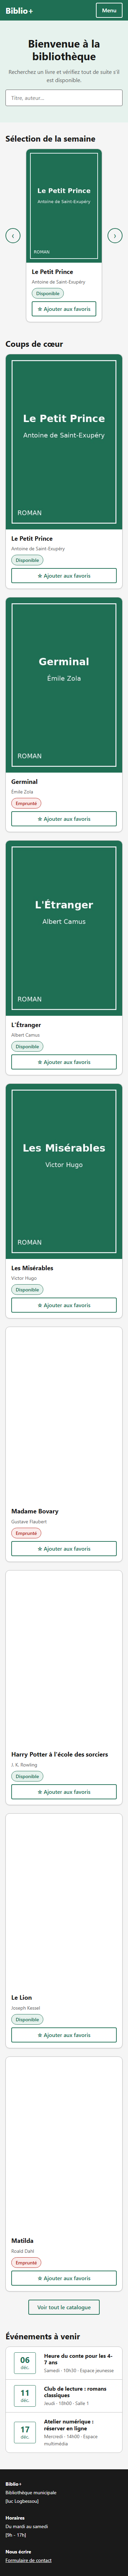 Biblio+
Menu
Bienvenue à la
bibliothèque
Recherchez un livre et vérifiez tout de suite s'il
est disponible.
Titre, auteur...
Sélection de la semaine
Le Petit Prince
Antoine de Saint-Exupéry
ROMAN
‹
›
Le Petit Prince
Antoine de Saint-Exupéry
Disponible
☆ Ajouter aux favoris
Coups de cœur
Le Petit Prince
Antoine de Saint-Exupéry
ROMAN
Le Petit Prince
Antoine de Saint-Exupéry
Disponible
☆ Ajouter aux favoris
Germinal
Émile Zola
ROMAN
Germinal
Émile Zola
Emprunté
☆ Ajouter aux favoris
L'Étranger
Albert Camus
ROMAN
L'Étranger
Albert Camus
Disponible
☆ Ajouter aux favoris
Les Misérables
Victor Hugo
ROMAN
Les Misérables
Victor Hugo
Disponible
☆ Ajouter aux favoris
Madame Bovary
Gustave Flaubert
Emprunté
☆ Ajouter aux favoris
Harry Potter à l'école des sorciers
J. K. Rowling
Disponible
☆ Ajouter aux favoris
Le Lion
Joseph Kessel
Disponible
☆ Ajouter aux favoris
Matilda
Roald Dahl
Emprunté
☆ Ajouter aux favoris
Voir tout le catalogue
Événements à venir
06
déc.
Heure du conte pour les 4-
7 ans
Samedi · 10h30 · Espace jeunesse
11
déc.
Club de lecture : romans
classiques
Jeudi · 19h00 · Salle 1
17
déc.
Atelier numérique :
réserver en ligne
Mercredi · 14h00 · Espace
multimédia
Biblio+
Bibliothèque municipale
[luc Logbessou]
Horaires
Du mardi au samedi
[9h - 17h]
Nous écrire
Formulaire de contact